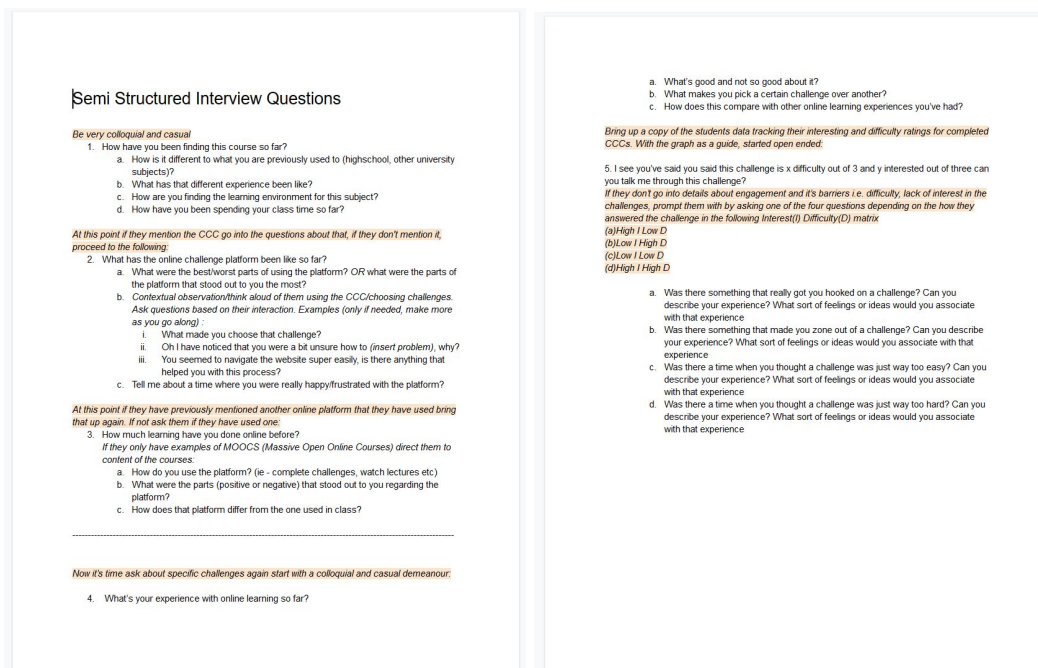 Semi Structured Interview Questions
Be very colloquial and casual
1. How have you been finding this course so far?
a. How is it different to what you are previously used to (highschool, other university
subjects)?
b. What has that different experience been like?
c. How are you finding the learning environment for this subject?
d. How have you been spending your class time so far?
At this point if they mention the CCC go into the questions about that, if they don't mention it,
proceed to the following:
2. What has the online challenge platform been like so far?
a. What were the best/worst parts of using the platform? OR what were the parts of
the platform that stood out to you the most?
b. Contextual observation/think aloud of them using the CCC/choosing challenges.
Ask questions based on their interaction. Examples (only if needed, make more
as you go along) :
i. What made you choose that challenge?
ii. Oh I have noticed that you were a bit unsure how to (insert problem), why?
iii. You seemed to navigate the website super easily, is there anything that
helped you with this process?
c. Tell me about a time where you were really happy/frustrated with the platform?
At this point if they have previously mentioned another online platform that they have used bring
that up again. If not ask them if they have used one:
3. How much learning have you done online before?
If they only have examples of MOOCS (Massive Open Online Courses) direct them to
content of the courses:
a. How do you use the platform? (ie - complete challenges, watch lectures etc)
b. What were the parts (positive or negative) that stood out to you regarding the
platform?
c. How does that platform differ from the one used in class?
Now it's time ask about specific challenges again start with a colloquial and casual demeanour:
4. What's your experience with online learning so far?
a. What's good and not so good about it?
b. What makes you pick a certain challenge over another?
c. How does this compare with other online learning experiences you've had?
Bring up a copy of the students data tracking their interesting and difficulty ratings for completed
CCCs. With the graph as a guide, started open ended:
5. I see you've said you said this challenge is x difficulty out of 3 and y interested out of three can
you talk me through this challenge?
If they don't go into details about engagement and it's barriers i.e. difficulty, lack of interest in the
challenges, prompt them with by asking one of the four questions depending on the how they
answered the challenge in the following Interest(I) Difficulty(D) matrix
(a)High I Low D
(b)Low I High D
(c)Low I Low D
(d)High I High D
a. Was there something that really got you hooked on a challenge? Can you
describe your experience? What sort of feelings or ideas would you associate
with that experience
b. Was there something that made you zone out of a challenge? Can you describe
your experience? What sort of feelings or ideas would you associate with that
experience
c. Was there a time when you thought a challenge was just way too easy? Can you
describe your experience? What sort of feelings or ideas would you associate
with that experience
d. Was there a time when you thought a challenge was just way too hard? Can you
describe your experience? What sort of feelings or ideas would you associate
with that experience